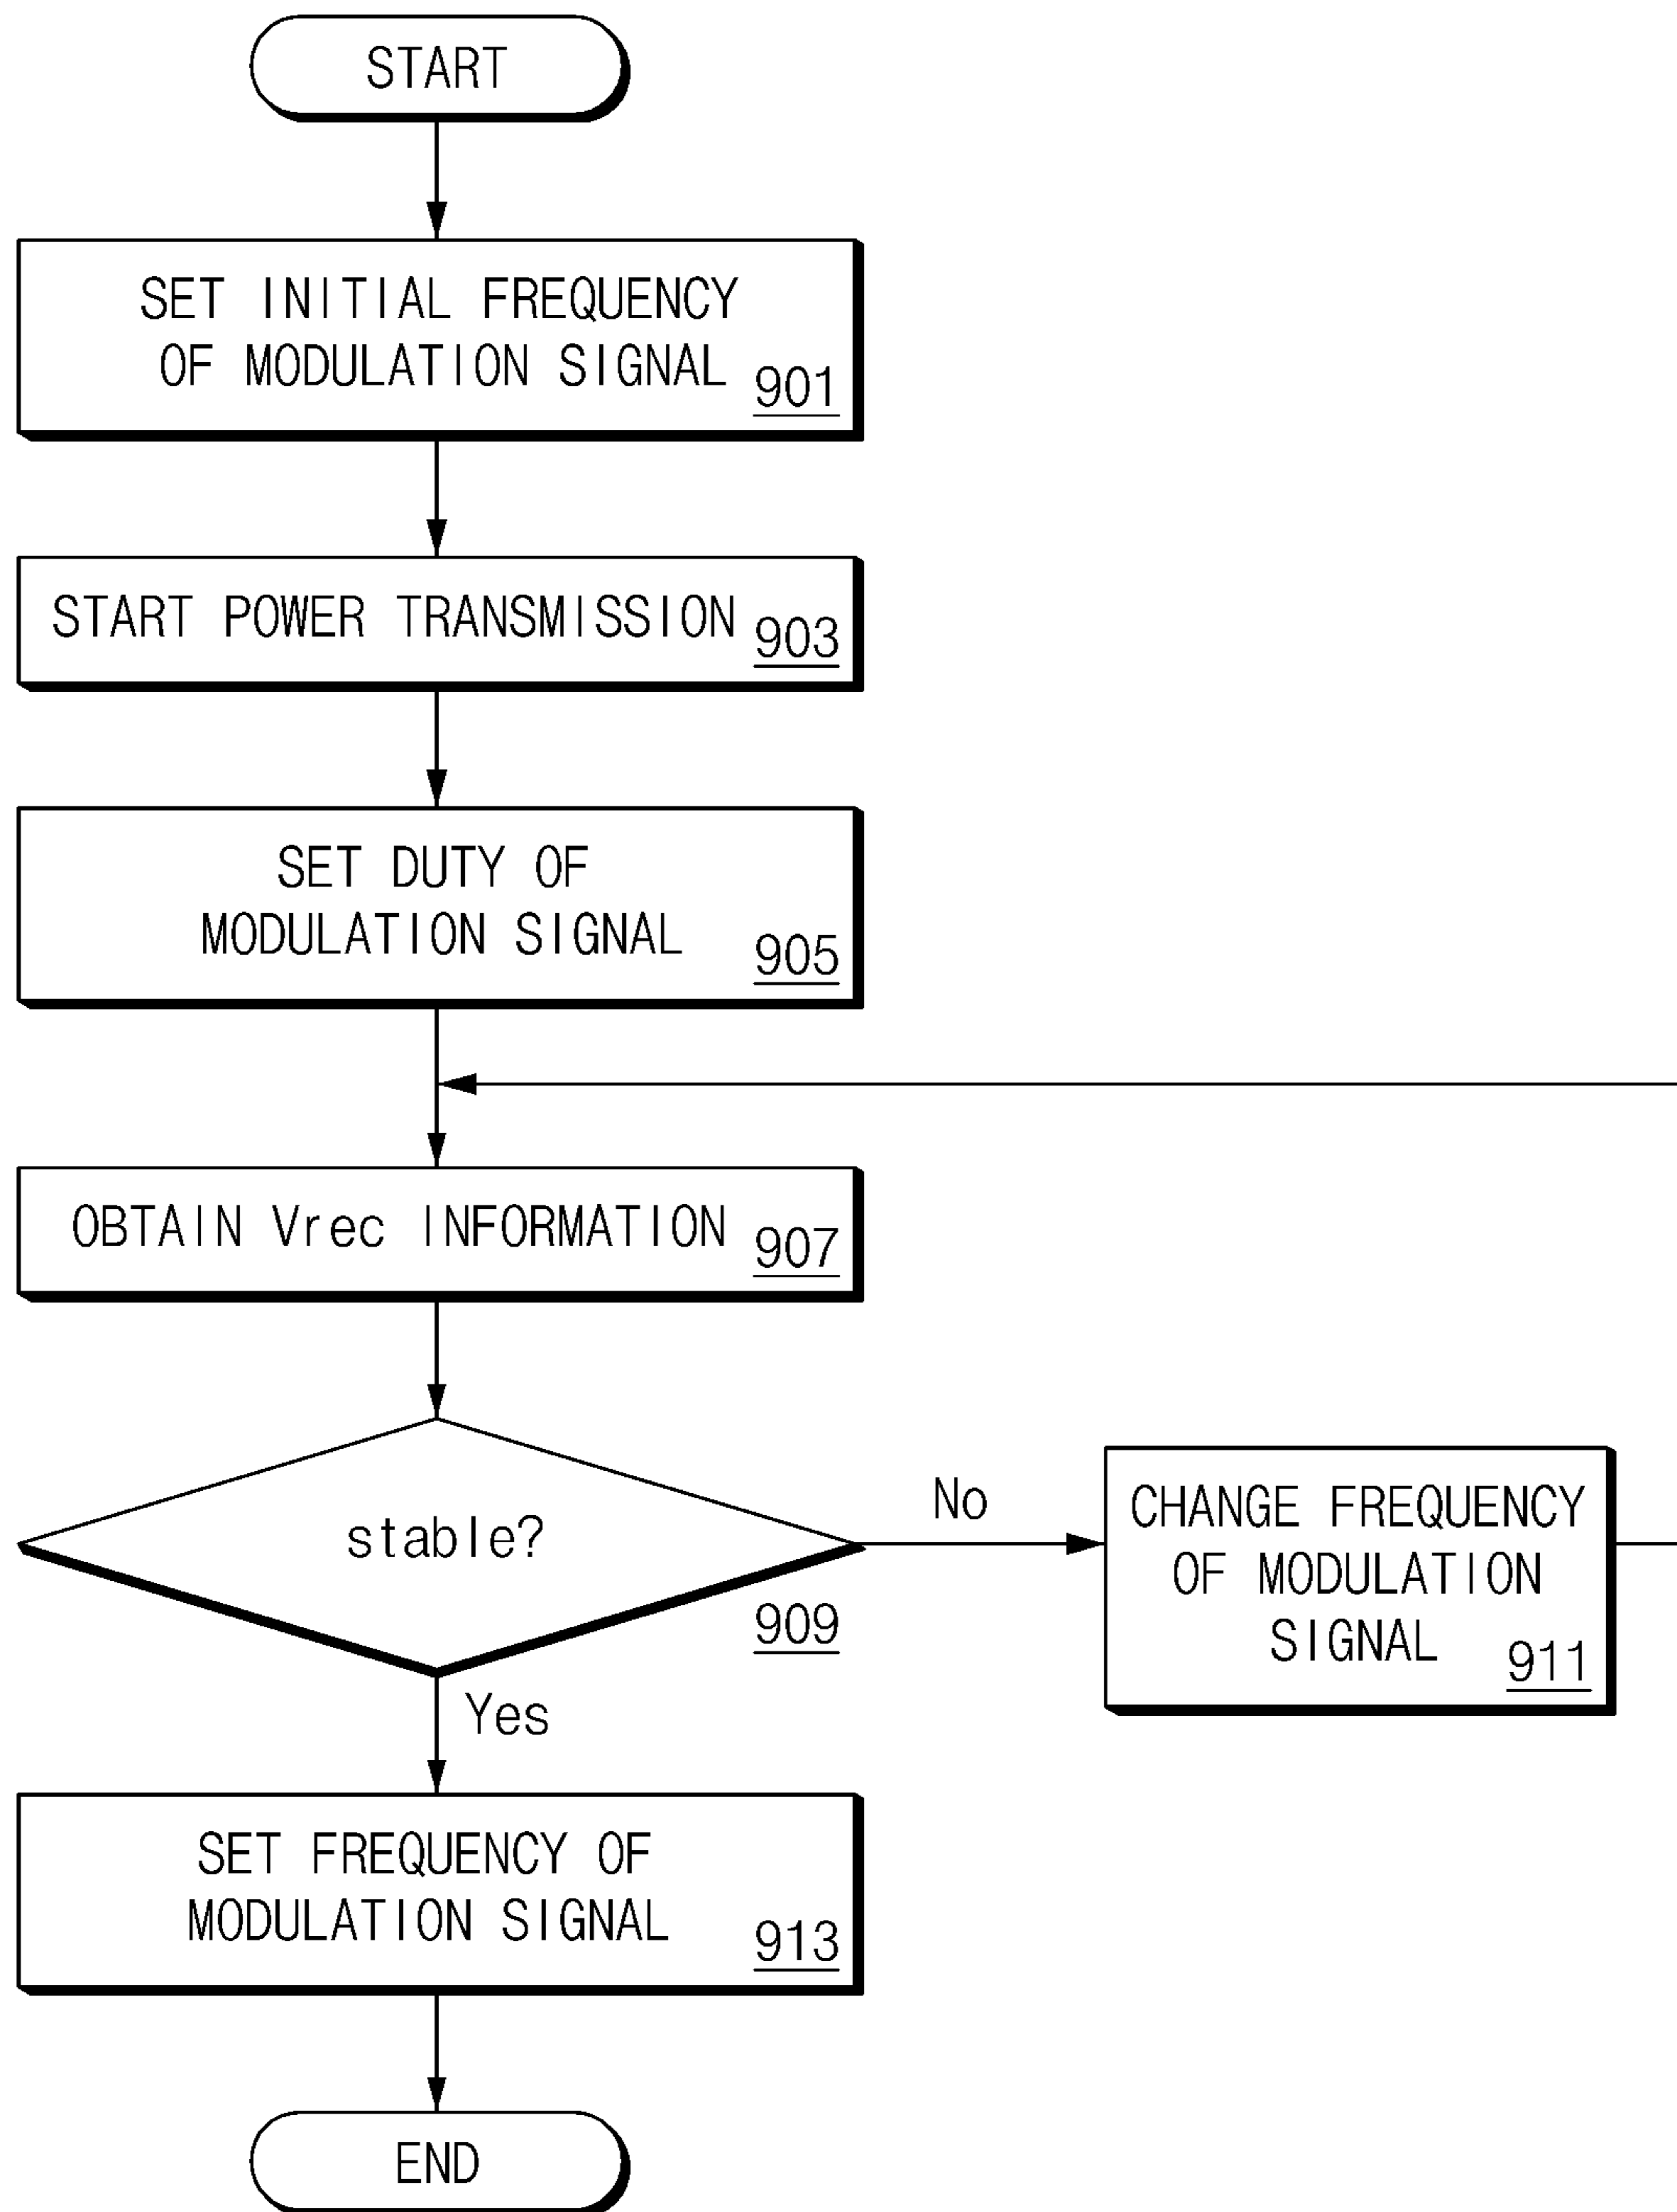 START
SET INITIAL FREQUENCY
OF MODULATION SIGNAL
901
START POWER TRANSMISSION
903
SET DUTY OF
MODULATION SIGNAL
905
OBTAIN Vrec INFORMATION
907
stable?
909
No
CHANGE FREQUENCY
OF MODULATION
SIGNAL
911
Yes
SET FREQUENCY OF
MODULATION SIGNAL
913
END